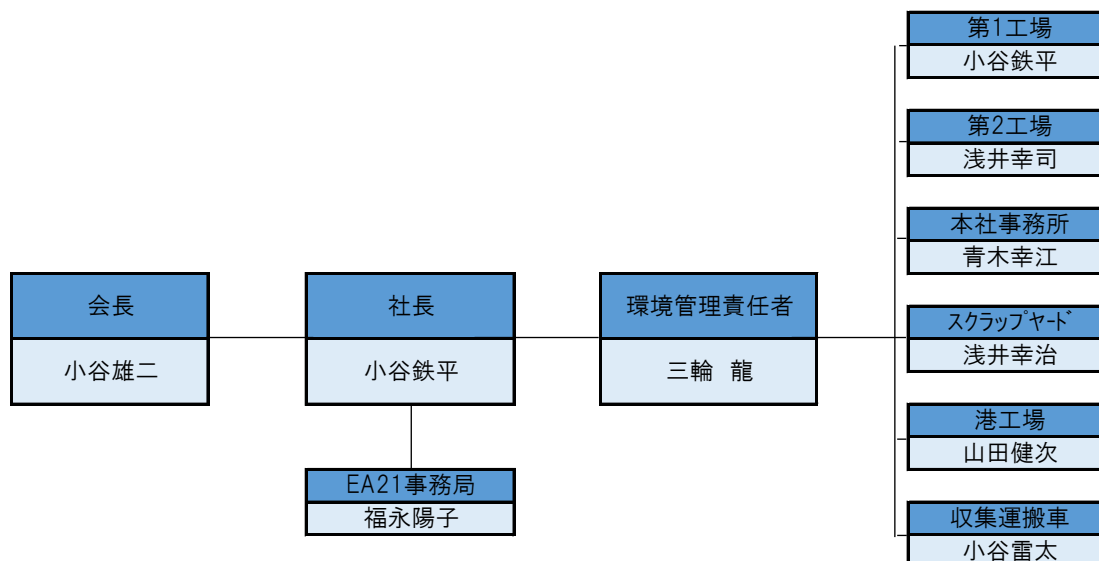 会長
小谷雄二
社長
小谷鉄平
EA21事務局
福永陽子
環境管理責任者
三輪　龍
第1工場
小谷鉄平
第2工場
浅井幸司
本社事務所
青木幸江
ｽｸﾗｯﾌﾟﾔｰﾄﾞ
浅井幸治
港工場
山田健次
収集運搬車
小谷雷太